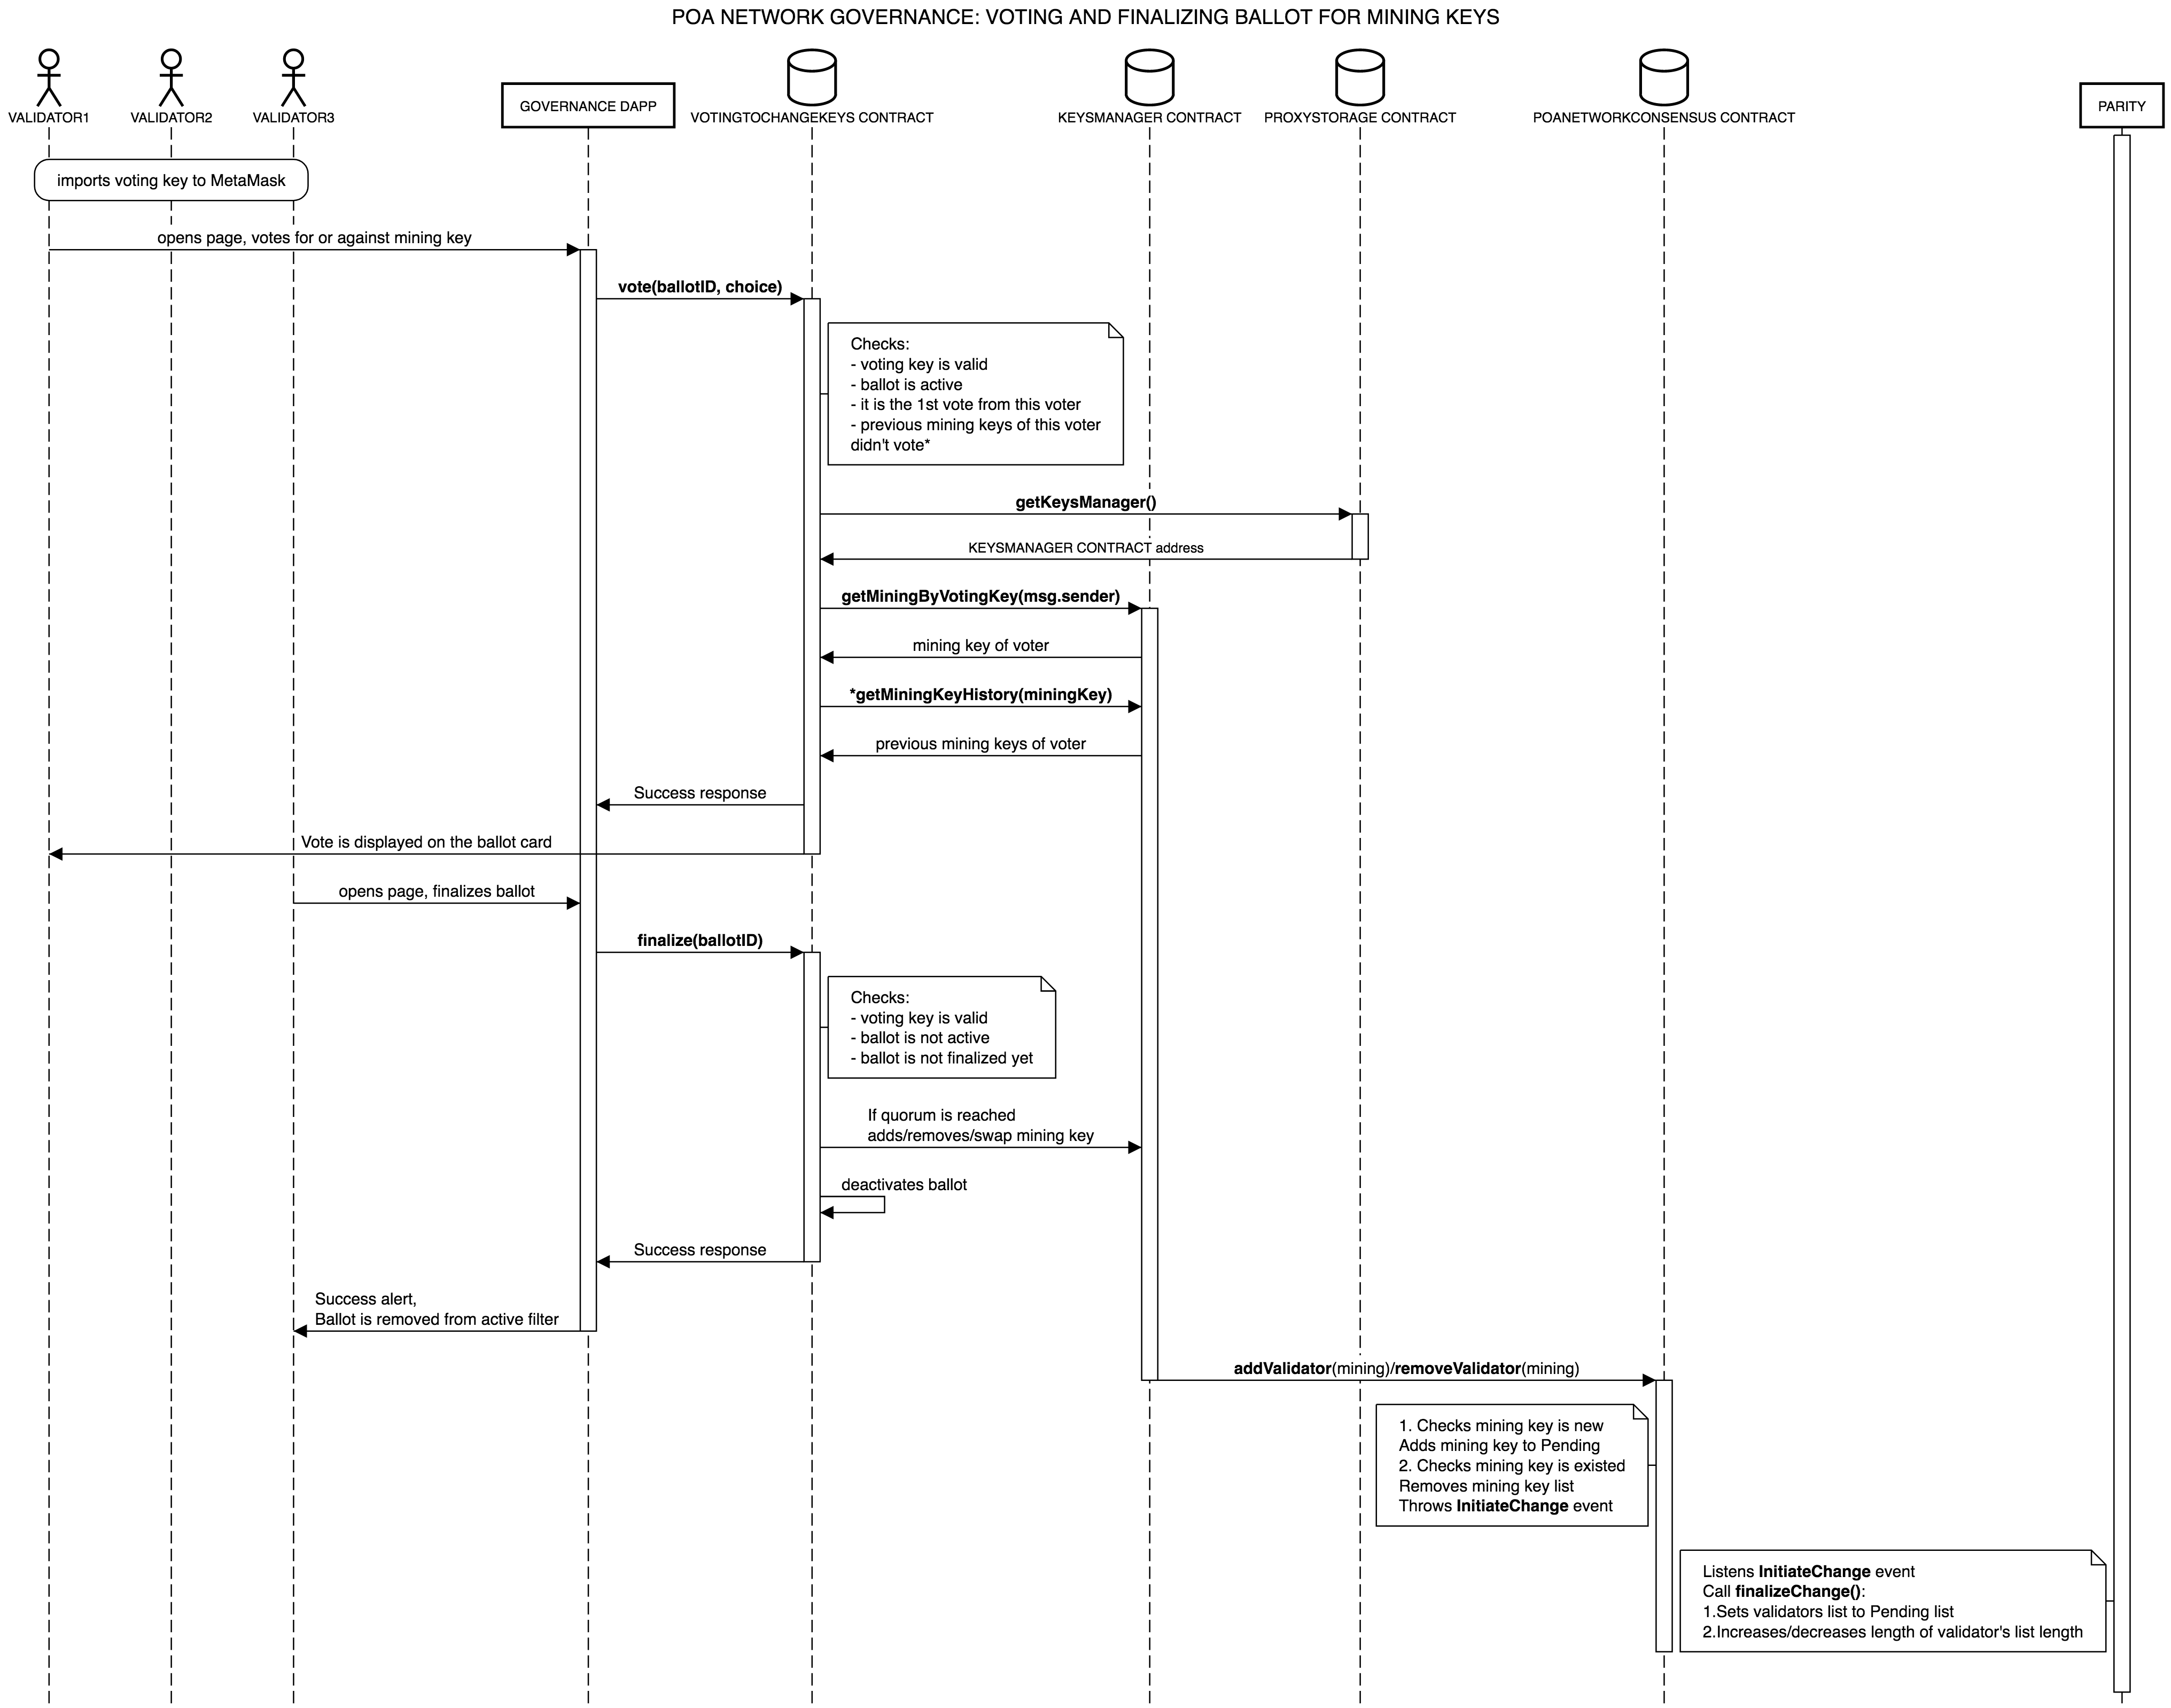 POA NETWORK GOVERNANCE: VOTING AND FINALIZING BALLOT FOR MINING KEYS
VALIDATOR1
VALIDATOR2
VALIDATOR3
GOVERNANCE DAPP
VOTINGTOCHANGEKEYS CONTRACT
KEYSMANAGER CONTRACT
PROXYSTORAGE CONTRACT
POANETWORKCONSENSUS CONTRACT
PARITY
imports voting key to MetaMask
opens page, votes for or against mining key
vote(ballotID, choice)
Checks:
- voting key is valid
- ballot is active
- it is the 1st vote from this voter
- previous mining keys of this voter
didn't vote*
getKeysManager()
KEYSMANAGER CONTRACT address
getMiningByVotingKey(msg.sender)
mining key of voter
*getMiningKeyHistory(miningKey)
previous mining keys of voter
Success response
Vote is displayed on the ballot card
opens page, finalizes ballot
finalize(ballotID)
Checks:
- voting key is valid
- ballot is not active
- ballot is not finalized yet
If quorum is reached
adds/removes/swap mining key
deactivates ballot
Success response
Success alert,
Ballot is removed from active filter
addValidator(mining)/removeValidator(mining)
1. Checks mining key is new
Adds mining key to Pending
2. Checks mining key is existed
Removes mining key list
Throws InitiateChange event
Listens InitiateChange event
Call finalizeChange():
1.Sets validators list to Pending list
2.Increases/decreases length of validator's list length